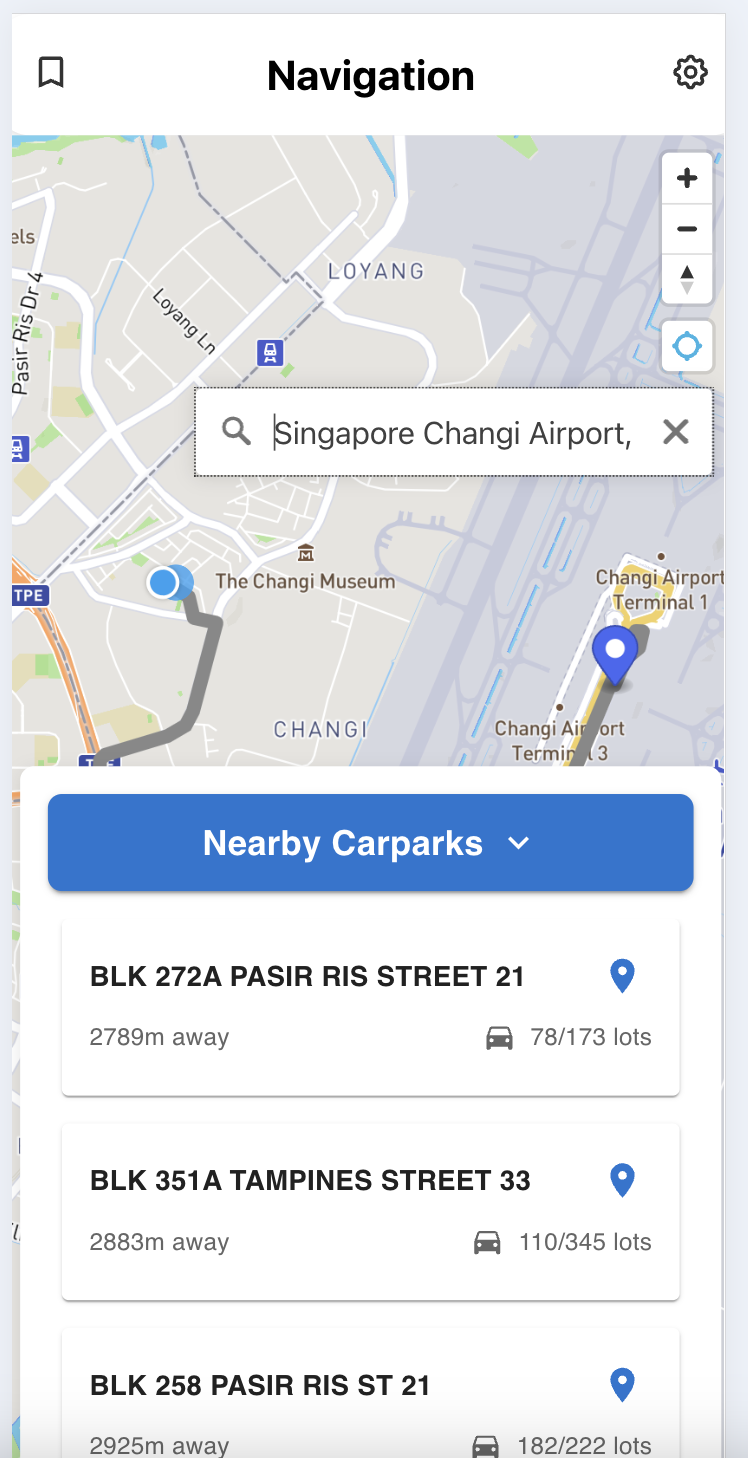 Navigation
els
LOYANG
Pasir Ris Dr 4
Loyang Ln
Singapore Changi Airport,
The Changi Museum
TPE
Changi Airport
Terminal 1
CHANGI
Changi Airport
Terminal 3
Nearby Carparks
BLK 272A PASIR RIS STREET 21
2789m away
78/173 lots
BLK 351A TAMPINES STREET 33
2883m away
110/345 lots
BLK 258 PASIR RIS ST 21
2925m away
182/222 lots